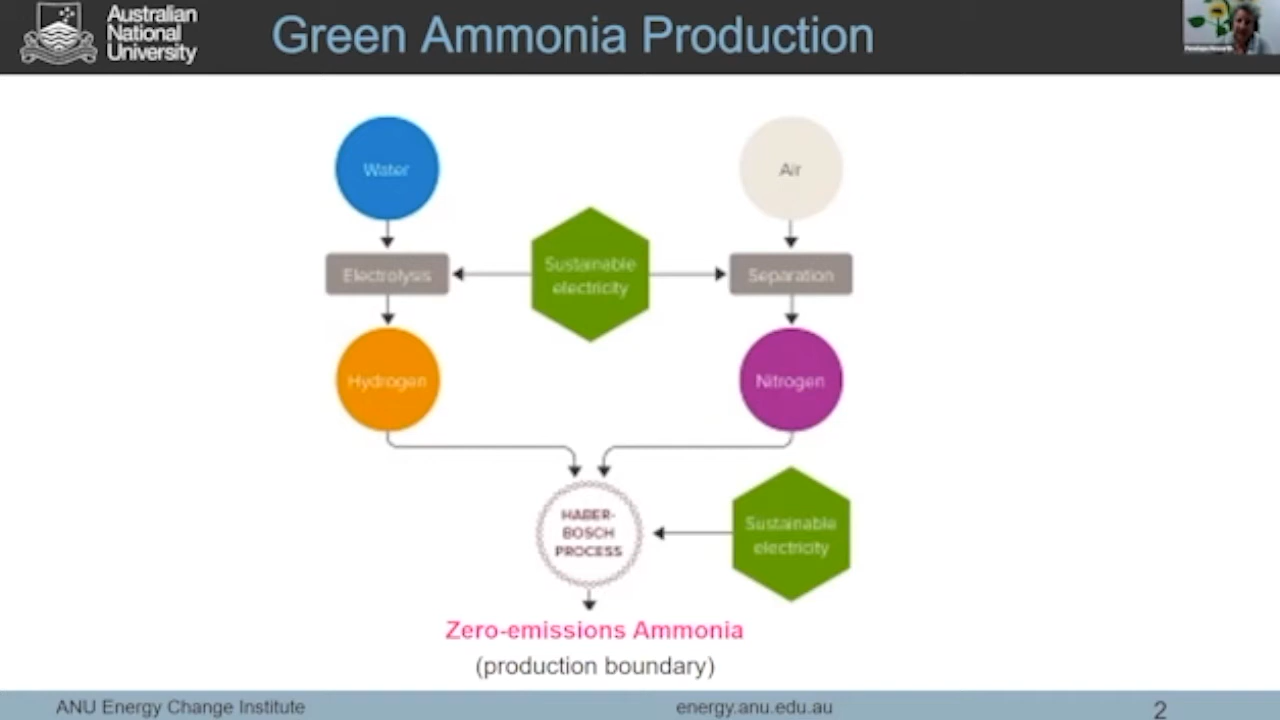 Australian
National
University
Green Ammonia Production
Water
Air
Sustainable
electricity
Electrolysis
Separation
Hydrogen
Nitrogen
HABER-
BOSCH
PROCESS
Sustainable
electricity
Zero-emissions Ammonia
(production boundary)
ANU Energy Change Institute
energy.anu.edu.au
2